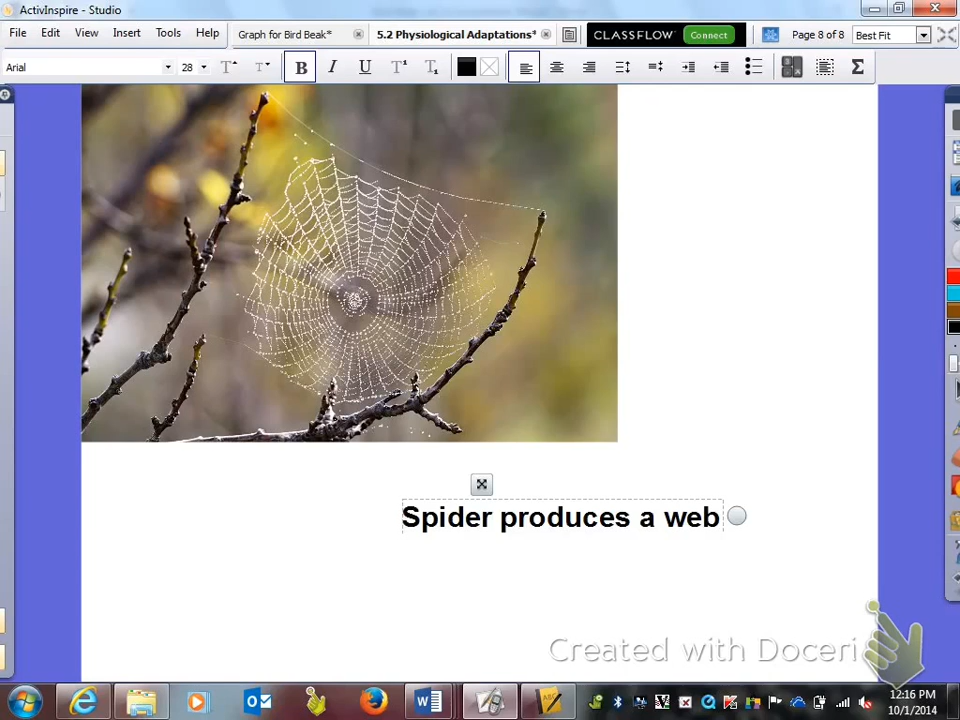 ActivInspire - Studio
File Edit View Insert Tools Help
Graph for Bird Beak*
5.2 Physiological Adaptations*
CLASSFLOW Connect
Page 8 of 8
Best Fit
Arial
28
B I U
Spider produces a web
Created with Doceri
12:16 PM
10/1/2014